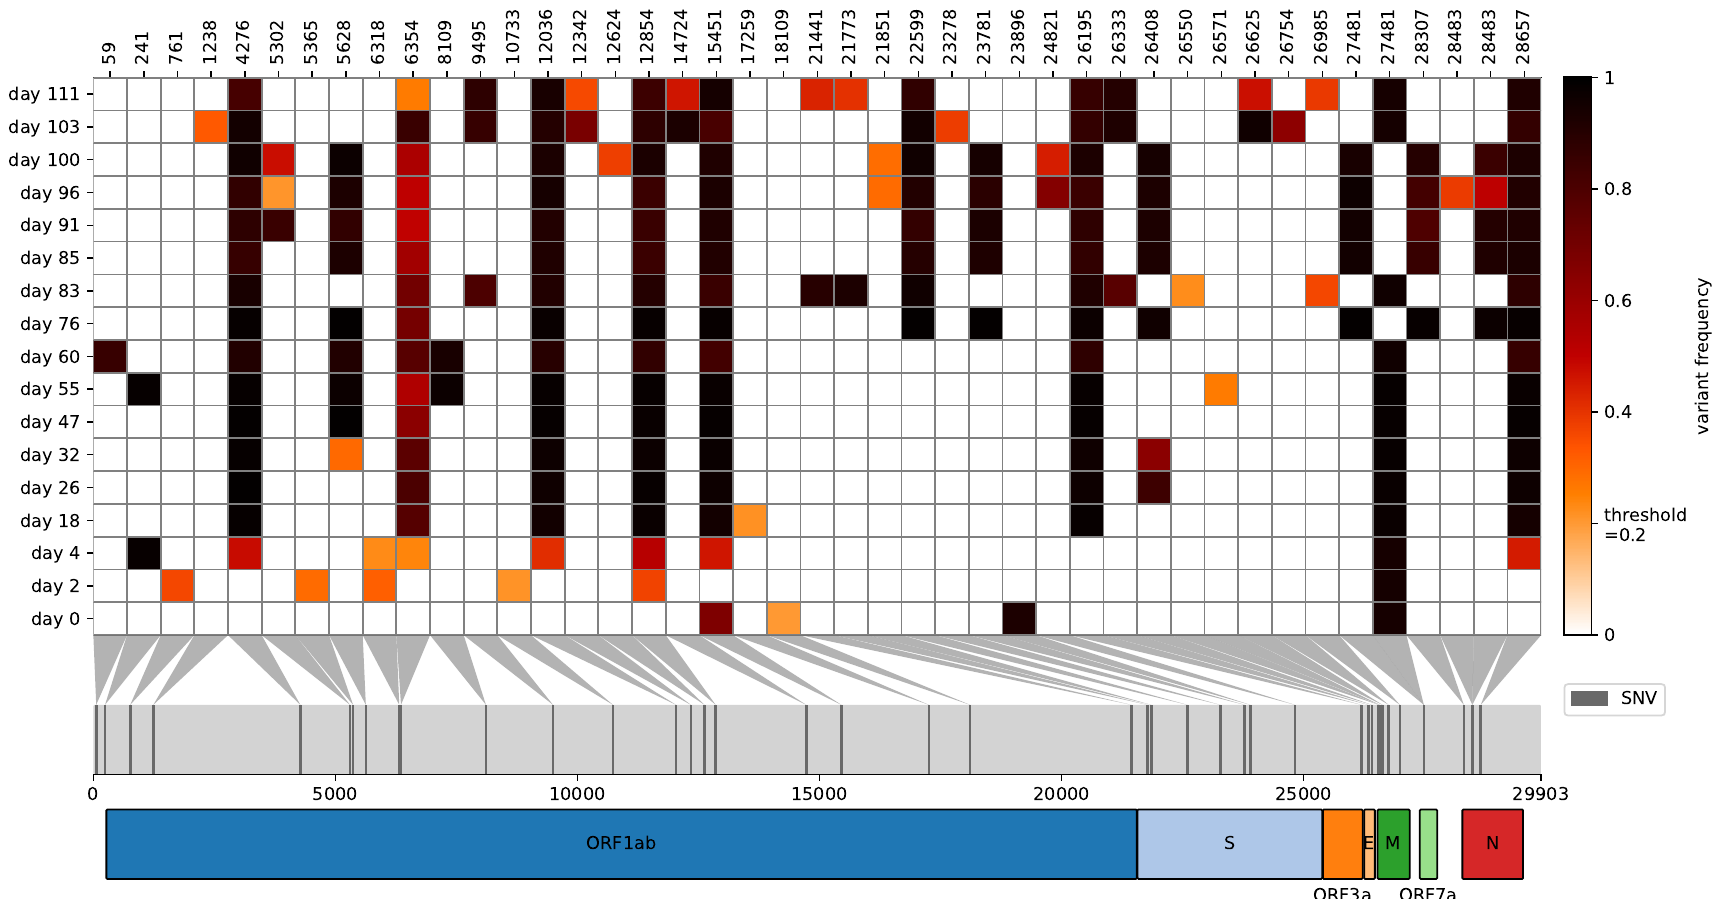 59 241 761 1238 4276 5302 5365 5628 6318 6354 8109 9495 10733 12036 12342 12624 12854 14724 15451 17259 18109 21441 21773 21851 22599 23278 23781 23896 24821 26195 26333 26408 26550 26571 26625 26754 26985 27481 27481 28307 28483 28483 28657
day 111
day 103
day 100
day 96
day 91
day 85
day 83
day 76
day 60
day 55
day 47
day 32
day 26
day 18
day 4
day 2
day 0
1
0.8
0.6
0.4
threshold
=0.2
0
variant frequency
SNV
0 5000 10000 15000 20000 25000 29903
ORF1ab S E M N
ORF3a ORF7a